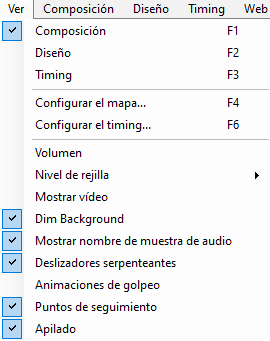 Ver Composición Diseño Timing Web
Composición F1
Diseño F2
Timing F3
Configurar el mapa... F4
Configurar el timing... F6
Volumen
Nivel de rejilla
Mostrar vídeo
Dim Background
Mostrar nombre de muestra de audio
Deslizadores serpenteantes
Animaciones de golpeo
Puntos de seguimiento
Apilado